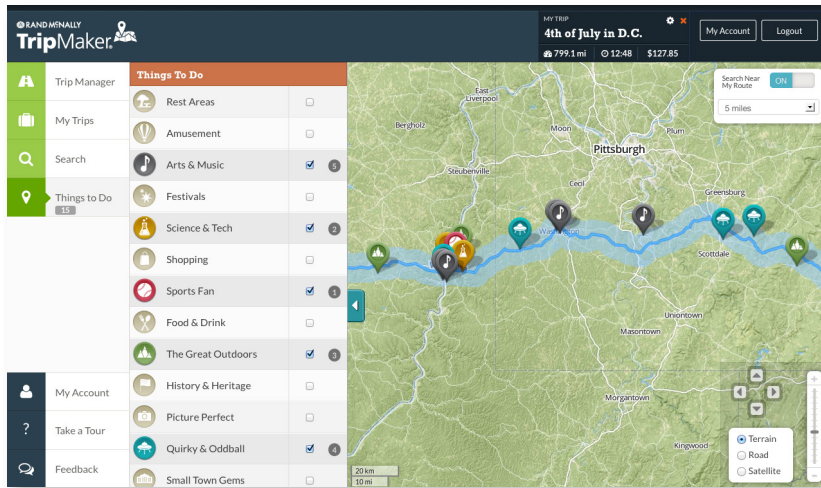 RAND MCNALLY
TripMaker®
MY TRIP
4th of July in D.C.
799.1 mi 12:48 $127.85
My Account
Logout
Trip Manager
My Trips
Search
Things to Do
15
My Account
?
Take a Tour
Feedback
Things To Do
Rest Areas
Amusement
Arts & Music 5
Festivals
Science & Tech 2
Shopping
Sports Fan 1
Food & Drink
The Great Outdoors 3
History & Heritage
Picture Perfect
Quirky & Oddball 4
Small Town Gems
East
Liverpool
Bergholz
Moon
Plum
Pittsburgh
Steubenville
Cecil
Greensburg
Scottdale
Uniontown
Masontown
Morgantown
Kingwood
20 km
10 mi
Search Near
My Route
ON
5 miles
+
Terrain
Road
Satellite